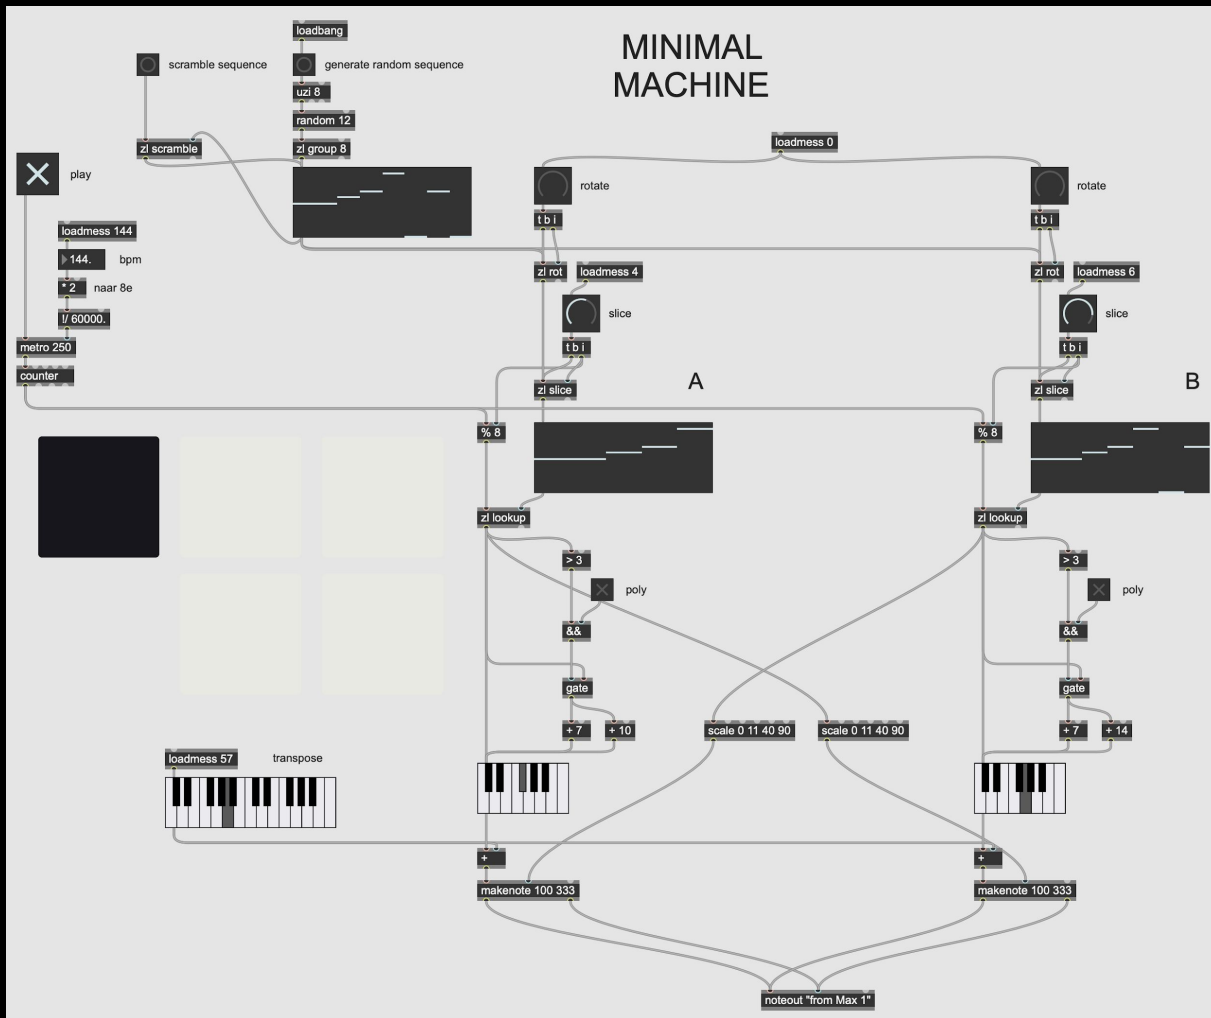 loadbang
MINIMAL
MACHINE
scramble sequence
generate random sequence
uzi 8
random 12
loadmess 0
zl scramble
zl group 8
play
rotate
rotate
t b i
t b i
loadmess 144
144.
bpm
zl rot
loadmess 4
zl rot
loadmess 6
* 2
naar 8e
!/ 60000.
slice
slice
metro 250
t b i
t b i
counter
zl slice
A
zl slice
B
% 8
% 8
zl lookup
zl lookup
> 3
> 3
poly
poly
&&
&&
gate
gate
+ 7
+ 10
scale 0 11 40 90
scale 0 11 40 90
+ 7
+ 14
loadmess 57
transpose
+
+
makenote 100 333
makenote 100 333
noteout "from Max 1"